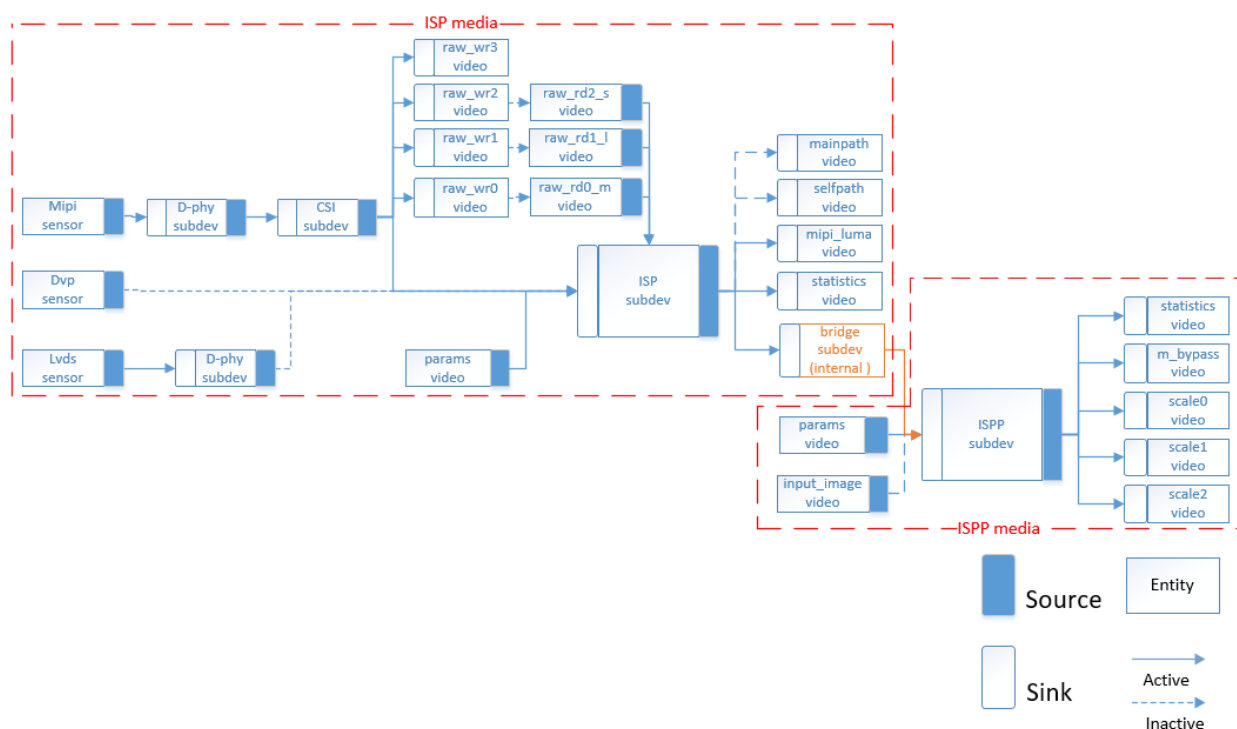 ISP media
raw_wr3
video
raw_wr2
video
raw_rd2_s
video
raw_wr1
video
raw_rd1_l
video
raw_wr0
video
raw_rd0_m
video
Mipi
sensor
D-phy
subdev
CSI
subdev
Dvp
sensor
Lvds
sensor
D-phy
subdev
params
video
ISP
subdev
mainpath
video
selfpath
video
mipi_luma
video
statistics
video
bridge
subdev
(internal )
params
video
input_image
video
ISPP
subdev
statistics
video
m_bypass
video
scale0
video
scale1
video
scale2
video
ISPP media
Source
Entity
Sink
Active
Inactive